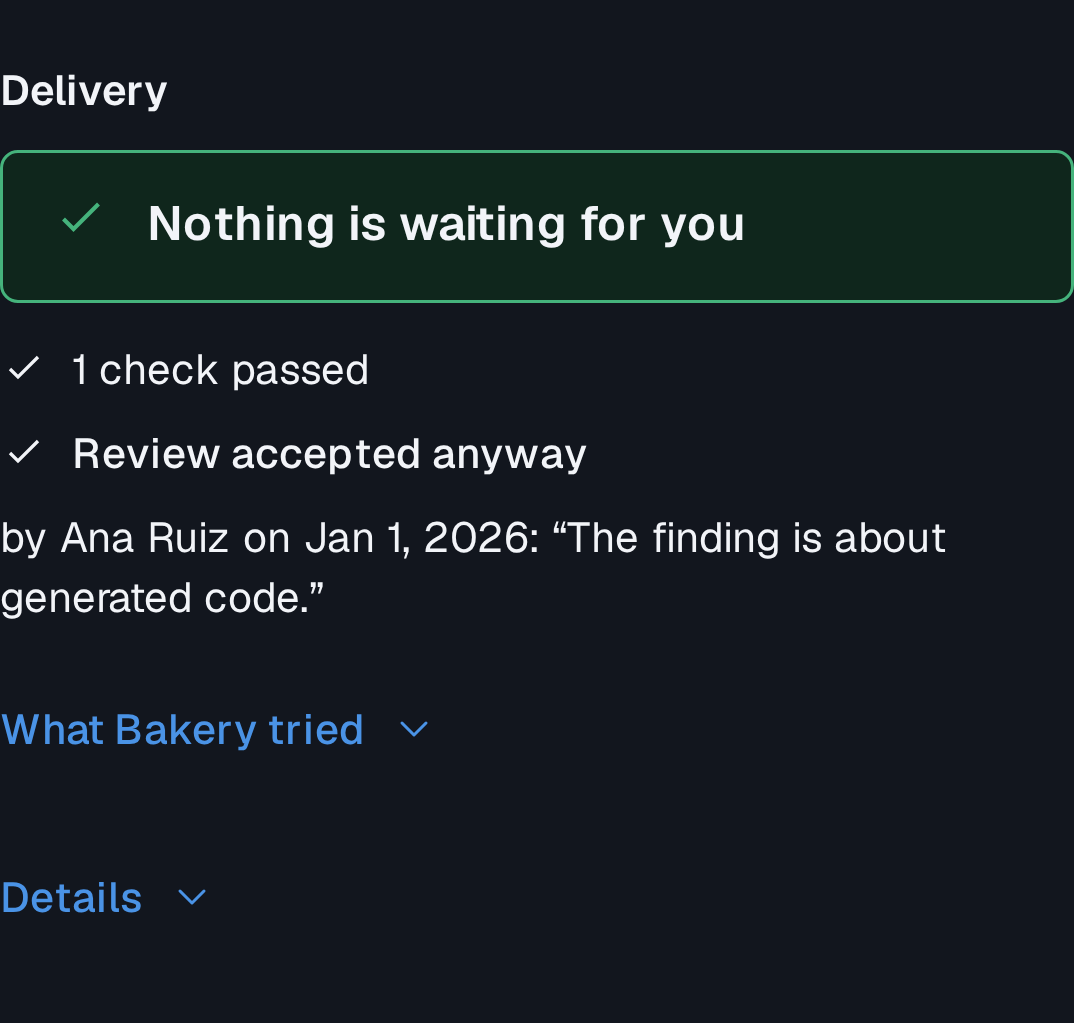 Delivery
Nothing is waiting for you
1 check passed
Review accepted anyway
by Ana Ruiz on Jan 1, 2026: “The finding is about
generated code.”
What Bakery tried
Details